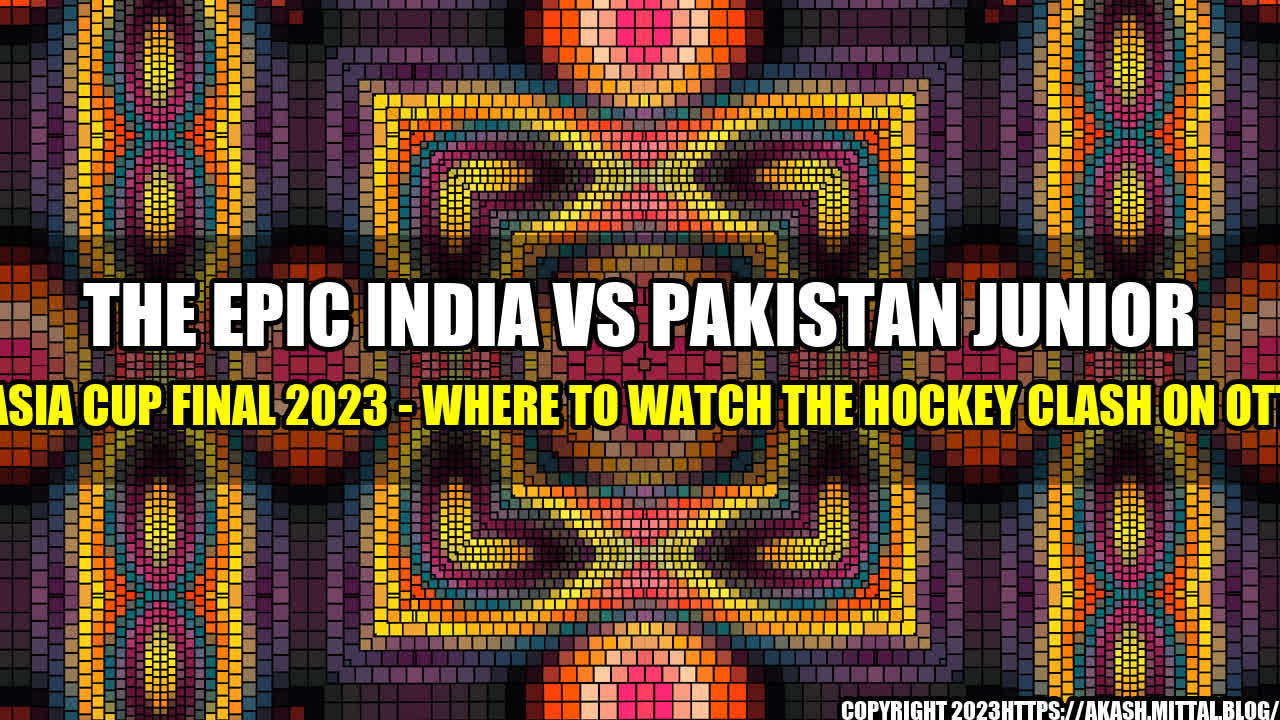 THE EPIC INDIA VS PAKISTAN JUNIOR
ASIA CUP FINAL 2023 - WHERE TO WATCH THE HOCKEY CLASH ON OTT
COPYRIGHT 2023HTTPS://AKASH.MITTAL.BLOG/